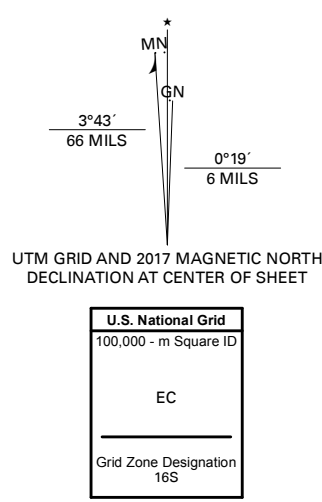 ★
MN
GN
3°43´
66 MILS
0°19´
6 MILS
UTM GRID AND 2017 MAGNETIC NORTH
DECLINATION AT CENTER OF SHEET
U.S. National Grid
100,000 - m Square ID
EC
Grid Zone Designation
16S